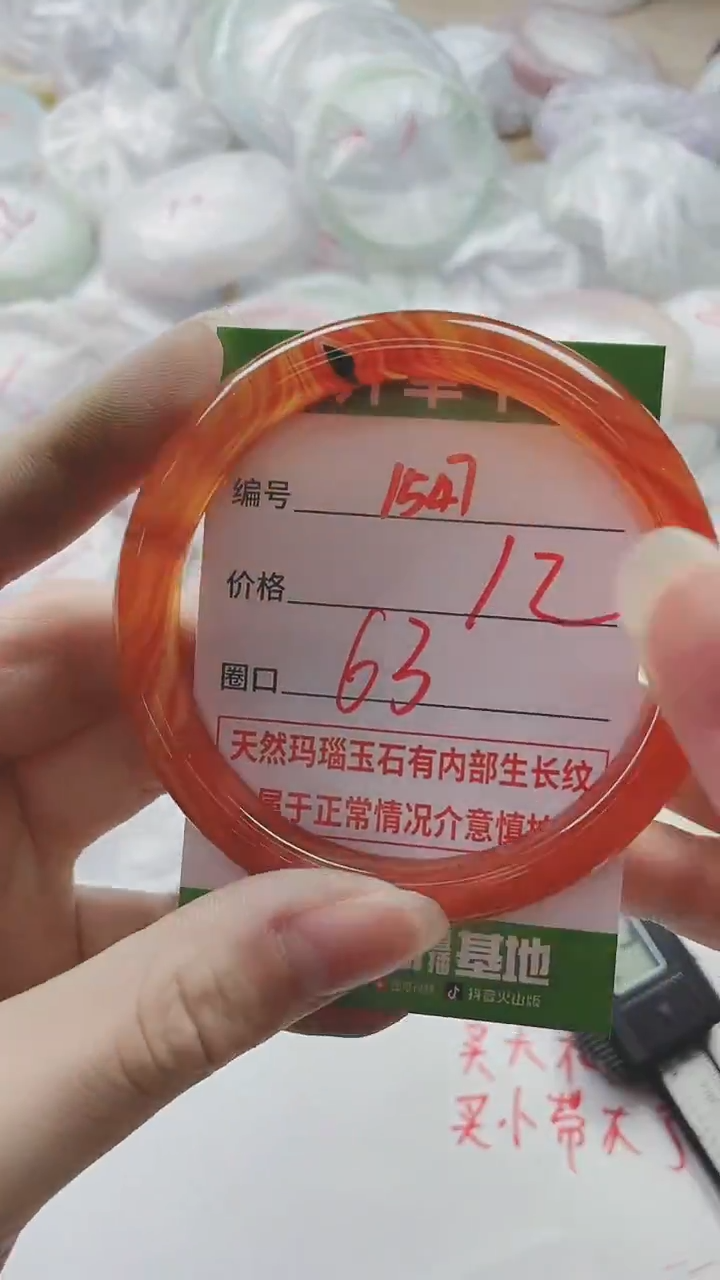 编号 1547
价格 12
圈口 63
天然玛瑙玉石有内部生长纹
属于正常情况介意慎拍
播基地
抖音火山版
买大
买小带大了